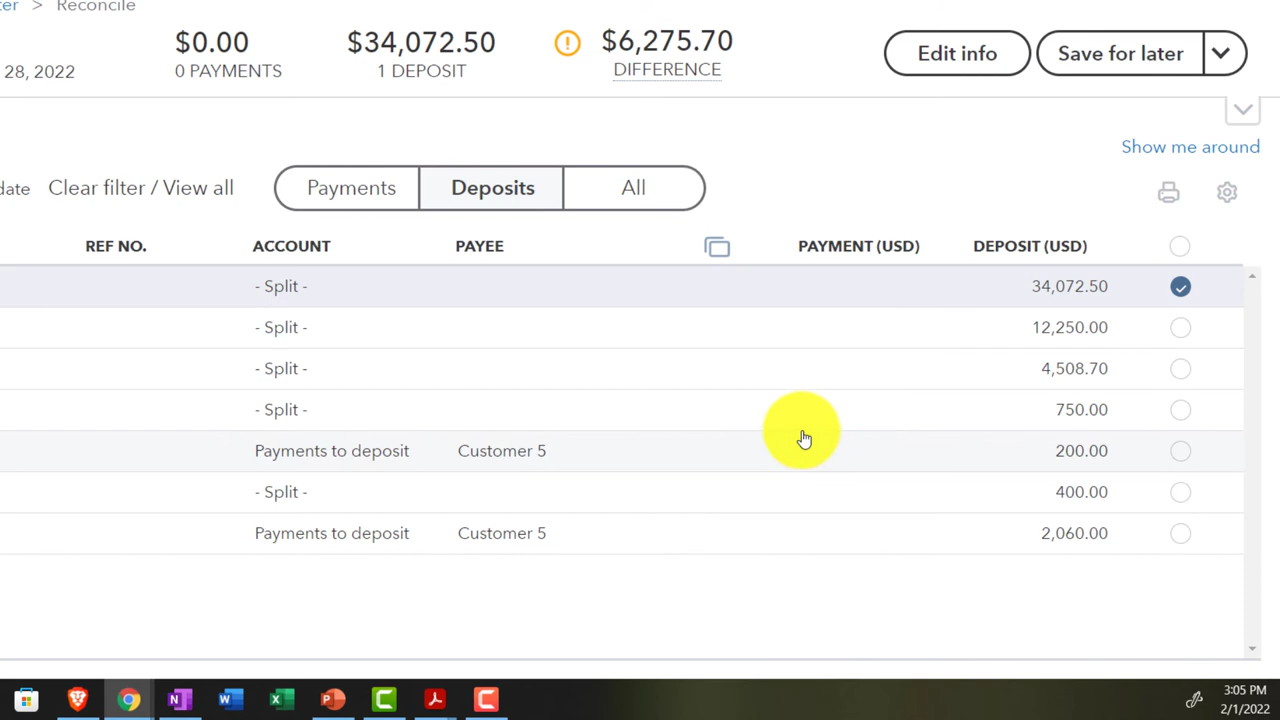 ter > Reconcile
$0.00 $34,072.50 $6,275.70 Edit info Save for later
28, 2022 0 PAYMENTS 1 DEPOSIT DIFFERENCE
Show me around
date Clear filter / View all Payments Deposits All
REF NO. ACCOUNT PAYEE PAYMENT (USD) DEPOSIT (USD)
- Split - 34,072.50
- Split - 12,250.00
- Split - 4,508.70
- Split - 750.00
Payments to deposit Customer 5 200.00
- Split - 400.00
Payments to deposit Customer 5 2,060.00
3:05 PM
2/1/2022